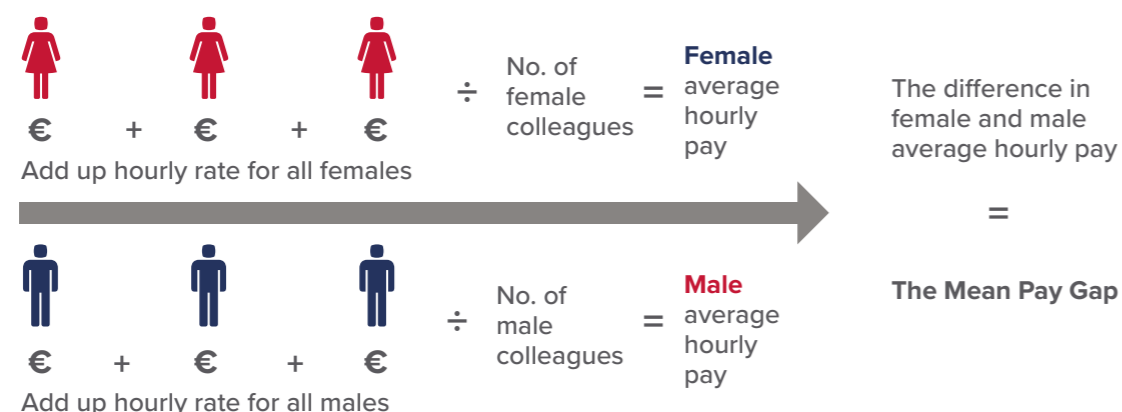 € + € + €
Add up hourly rate for all females
÷
No. of
female
colleagues
=
Female
average
hourly
pay
€ + € + €
Add up hourly rate for all males
÷
No. of
male
colleagues
=
Male
average
hourly
pay
The difference in
female and male
average hourly pay
=
The Mean Pay Gap